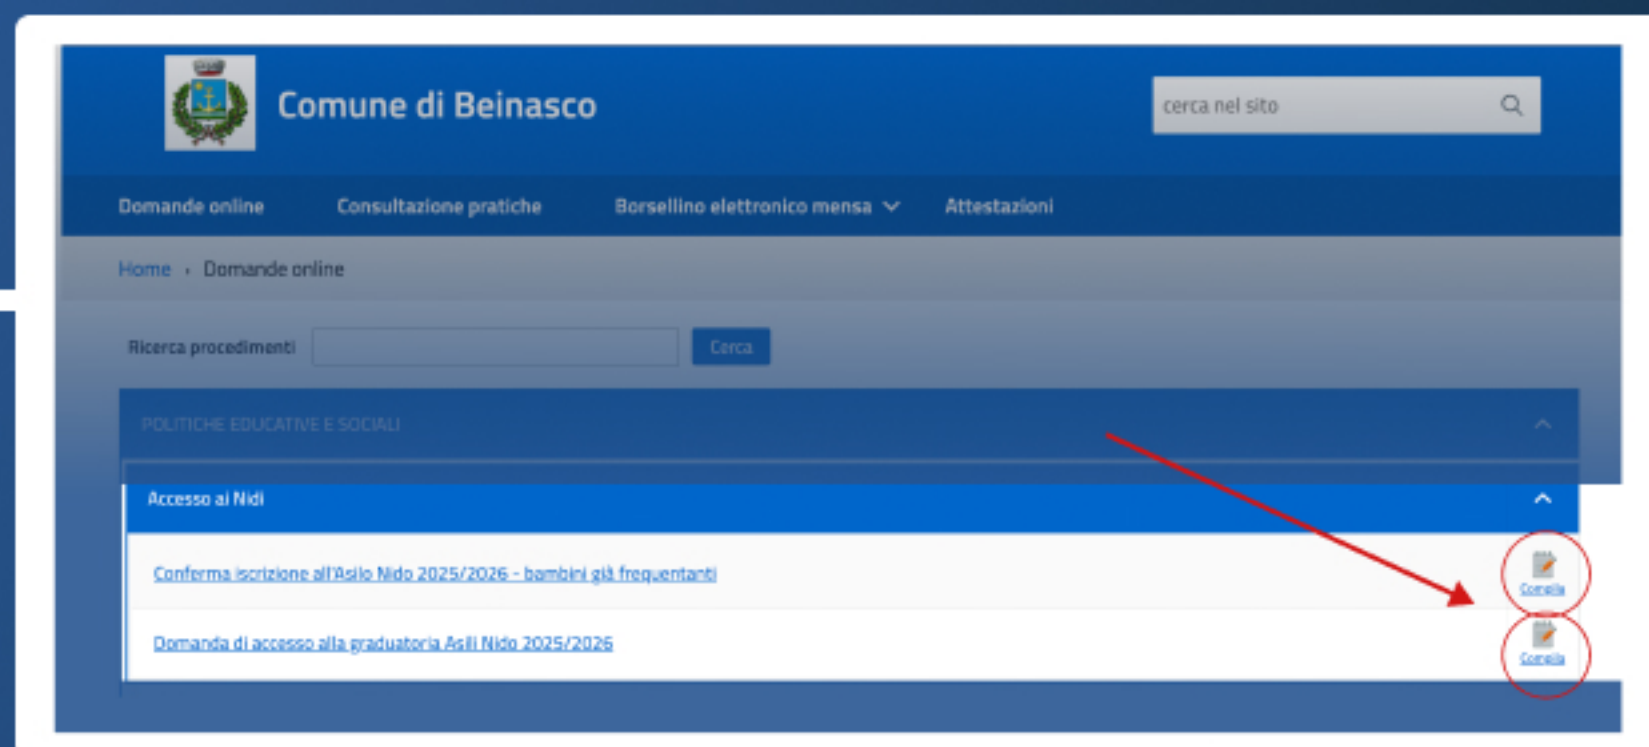 Comune di Beinasco
cerca nel sito
Domande online Consultazione pratiche Borsellino elettronico mensa Attestazioni
Home › Domande online
Ricerca procedimenti Cerca
POLITICHE EDUCATIVE E SOCIALI
Accesso ai Nidi
Conferma iscrizione all'Asilo Nido 2025/2026 - bambini già frequentanti
Compila
Domanda di accesso alla graduatoria Asili Nido 2025/2026
Compila